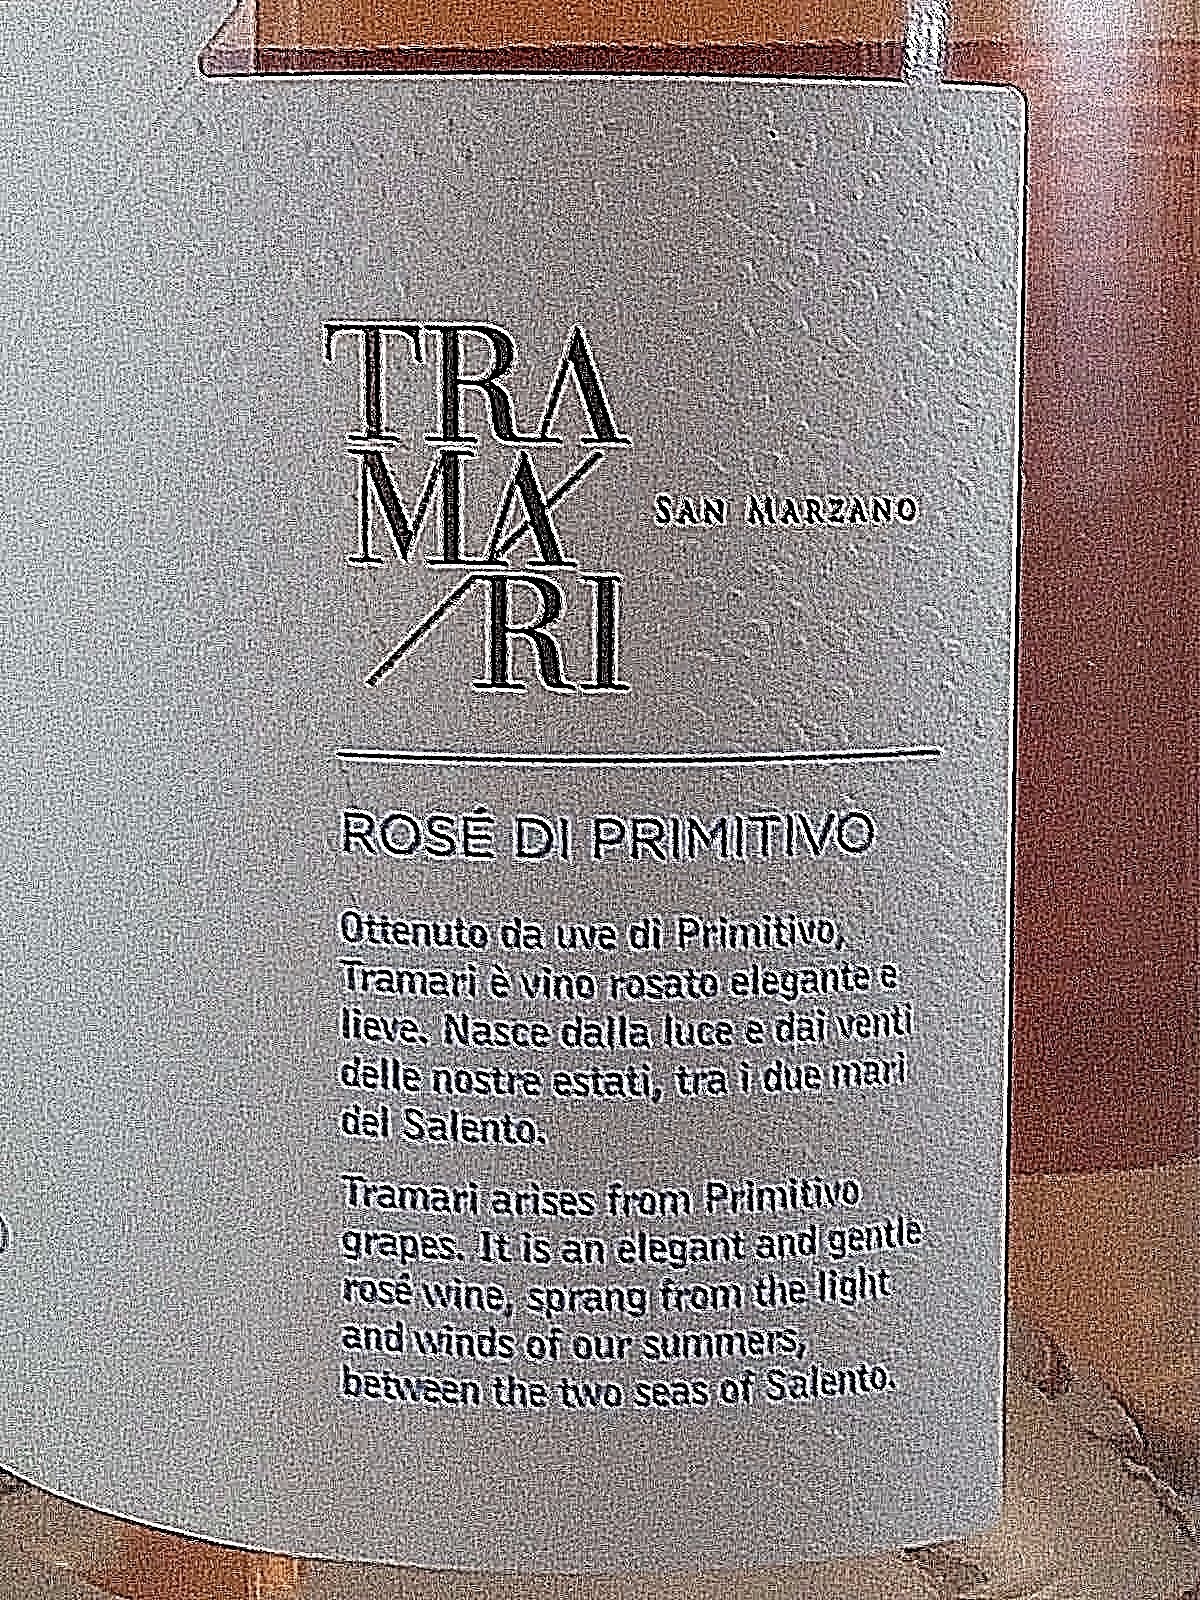 TRA
MA
RI
SAN MARZANO
ROSÉ DI PRIMITIVO
Ottenuto da uve di Primitivo,
Tramari è vino rosato elegante e
lieve. Nasce dalla luce e dai venti
delle nostre estati, tra i due mari
del Salento.
Tramari arises from Primitivo
grapes. It is an elegant and gentle
rosé wine, sprang from the light
and winds of our summers,
between the two seas of Salento.